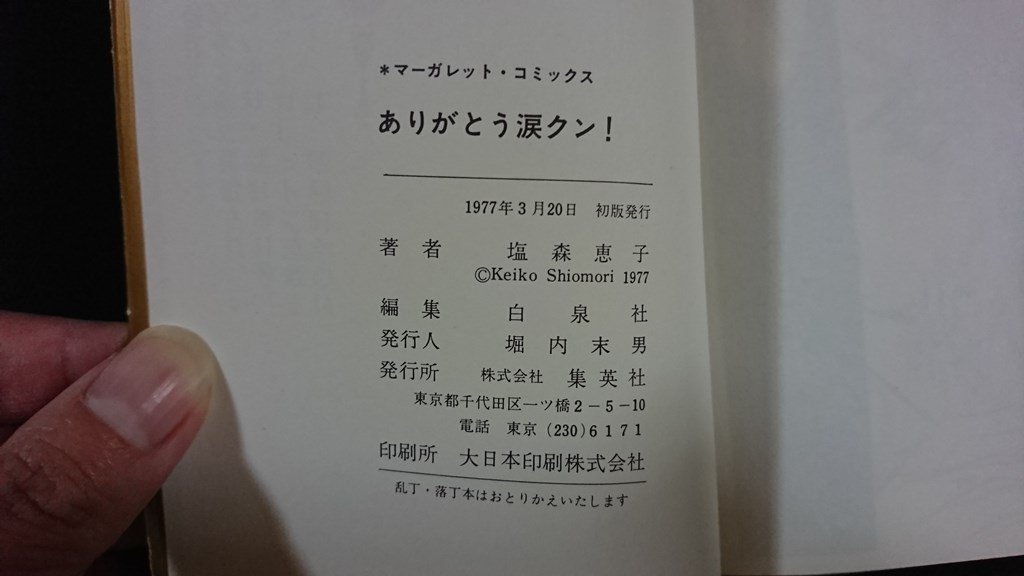 *マーガレット・コミックス
ありがとう涙クン!
1977年3月20日 初版発行
著者 塩森恵子
©Keiko Shiomori 1977
編集 白泉社
発行人 堀内末男
発行所 株式会社 集英社
東京都千代田区一ツ橋2-5-10
電話 東京(230)6171
印刷所 大日本印刷株式会社
乱丁・落丁本はおとりかえいたします